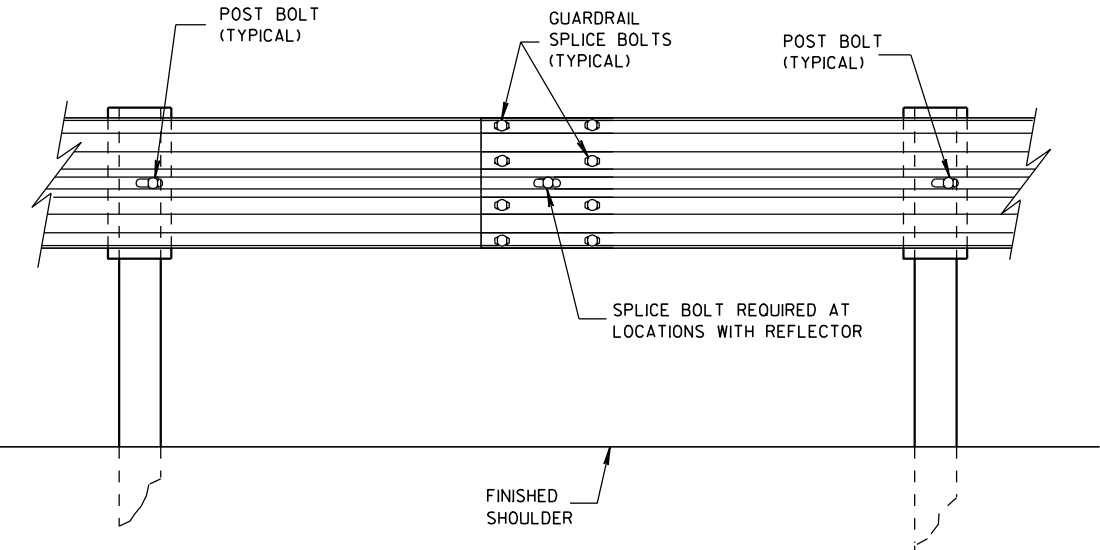 POST BOLT
(TYPICAL)
GUARDRAIL
SPLICE BOLTS
(TYPICAL)
POST BOLT
(TYPICAL)
SPLICE BOLT REQUIRED AT
LOCATIONS WITH REFLECTOR
FINISHED
SHOULDER